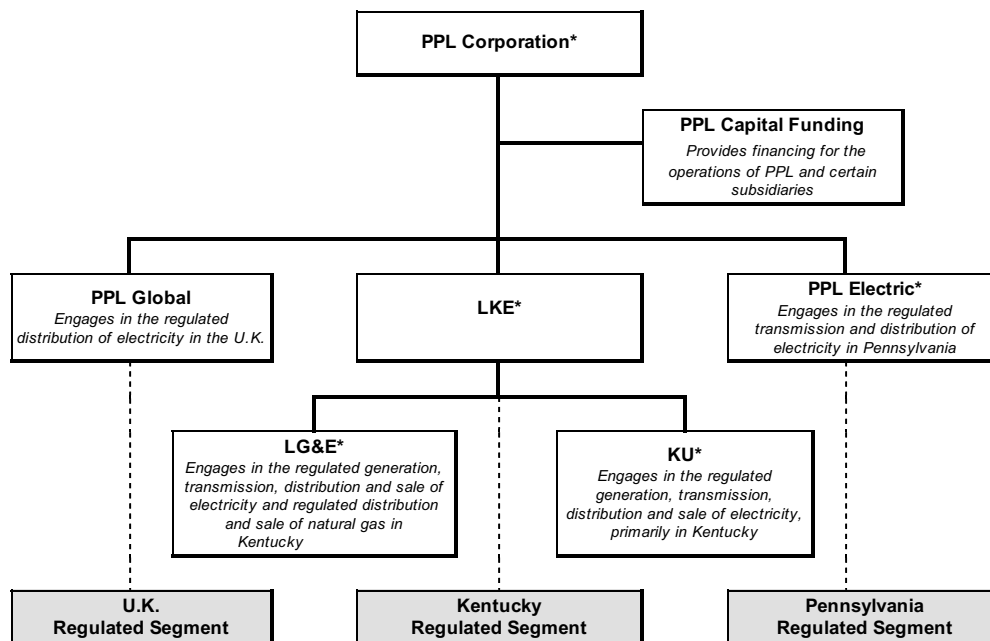 PPL Corporation*
PPL Capital Funding
Provides financing for the
operations of PPL and certain
subsidiaries
PPL Global
Engages in the regulated
distribution of electricity in the U.K.
LKE*
PPL Electric*
Engages in the regulated
transmission and distribution of
electricity in Pennsylvania
LG&E*
Engages in the regulated generation,
transmission, distribution and sale of
electricity and regulated distribution
and sale of natural gas in
Kentucky
KU*
Engages in the regulated
generation, transmission,
distribution and sale of electricity,
primarily in Kentucky
U.K.
Regulated Segment
Kentucky
Regulated Segment
Pennsylvania
Regulated Segment